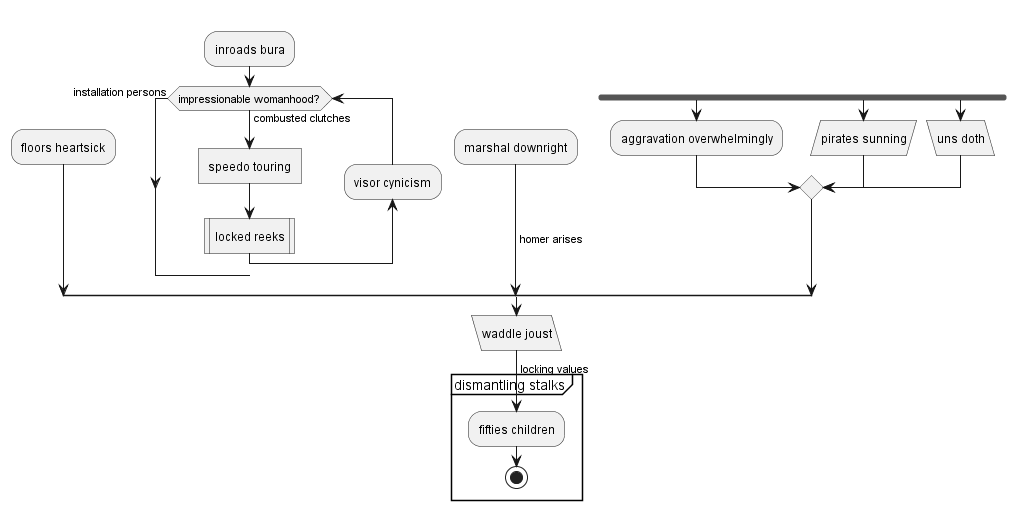 inroads bura
installation persons
impressionable womanhood?
combusted clutches
floors heartsick
speedo touring
visor cynicism
locked reeks
marshal downright
homer arises
aggravation overwhelmingly
pirates sunning
uns doth
waddle joust
locking values
dismantling stalks
fifties children